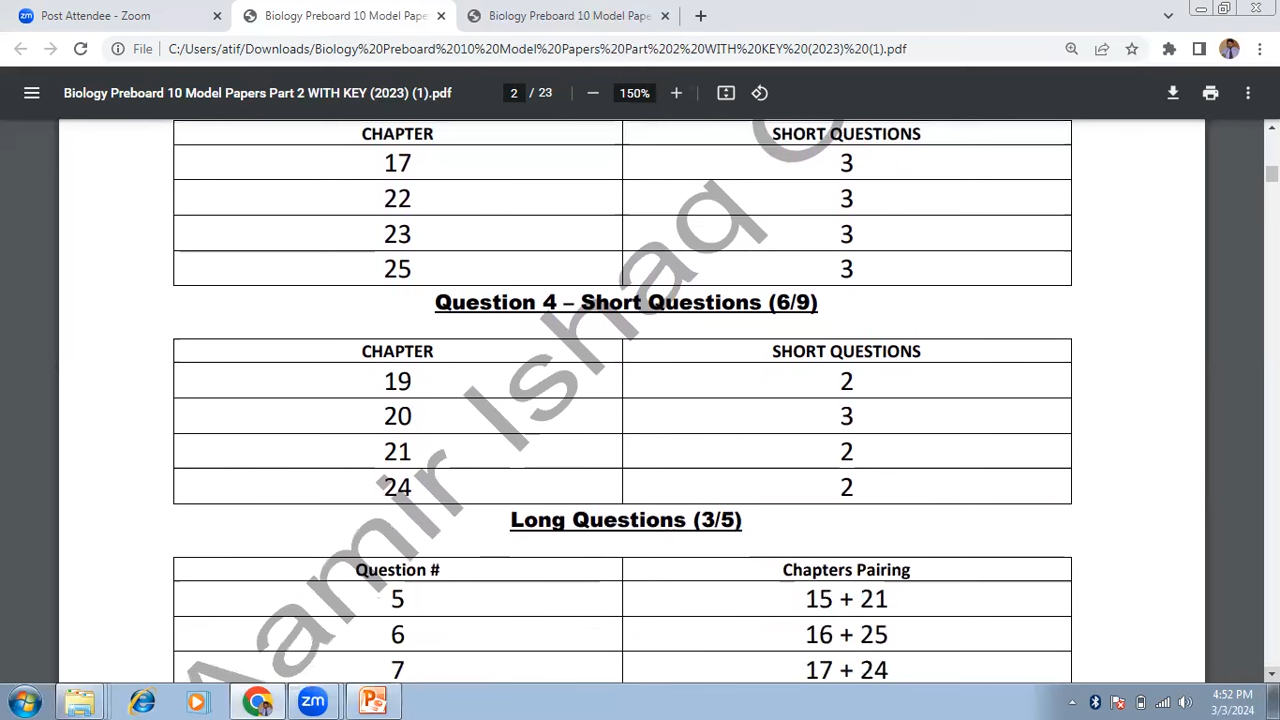 Post Attendee - Zoom
Biology Preboard 10 Model Papers
Biology Preboard 10 Model Pape
File
C:/Users/atif/Downloads/Biology%20Preboard%2010%20Model%20Papers%20Part%202%20WITH%20KEY%20(2023)%20(1).pdf
Biology Preboard 10 Model Papers Part 2 WITH KEY (2023) (1).pdf
2 / 23
150%
CHAPTER SHORT QUESTIONS
17 3
22 3
23 3
25 3
Question 4 – Short Questions (6/9)
CHAPTER SHORT QUESTIONS
19 2
20 3
21 2
24 2
Long Questions (3/5)
Question # Chapters Pairing
5 15 + 21
6 16 + 25
7 17 + 24
Aamir Ishaq
zm
4:52 PM
3/3/2024